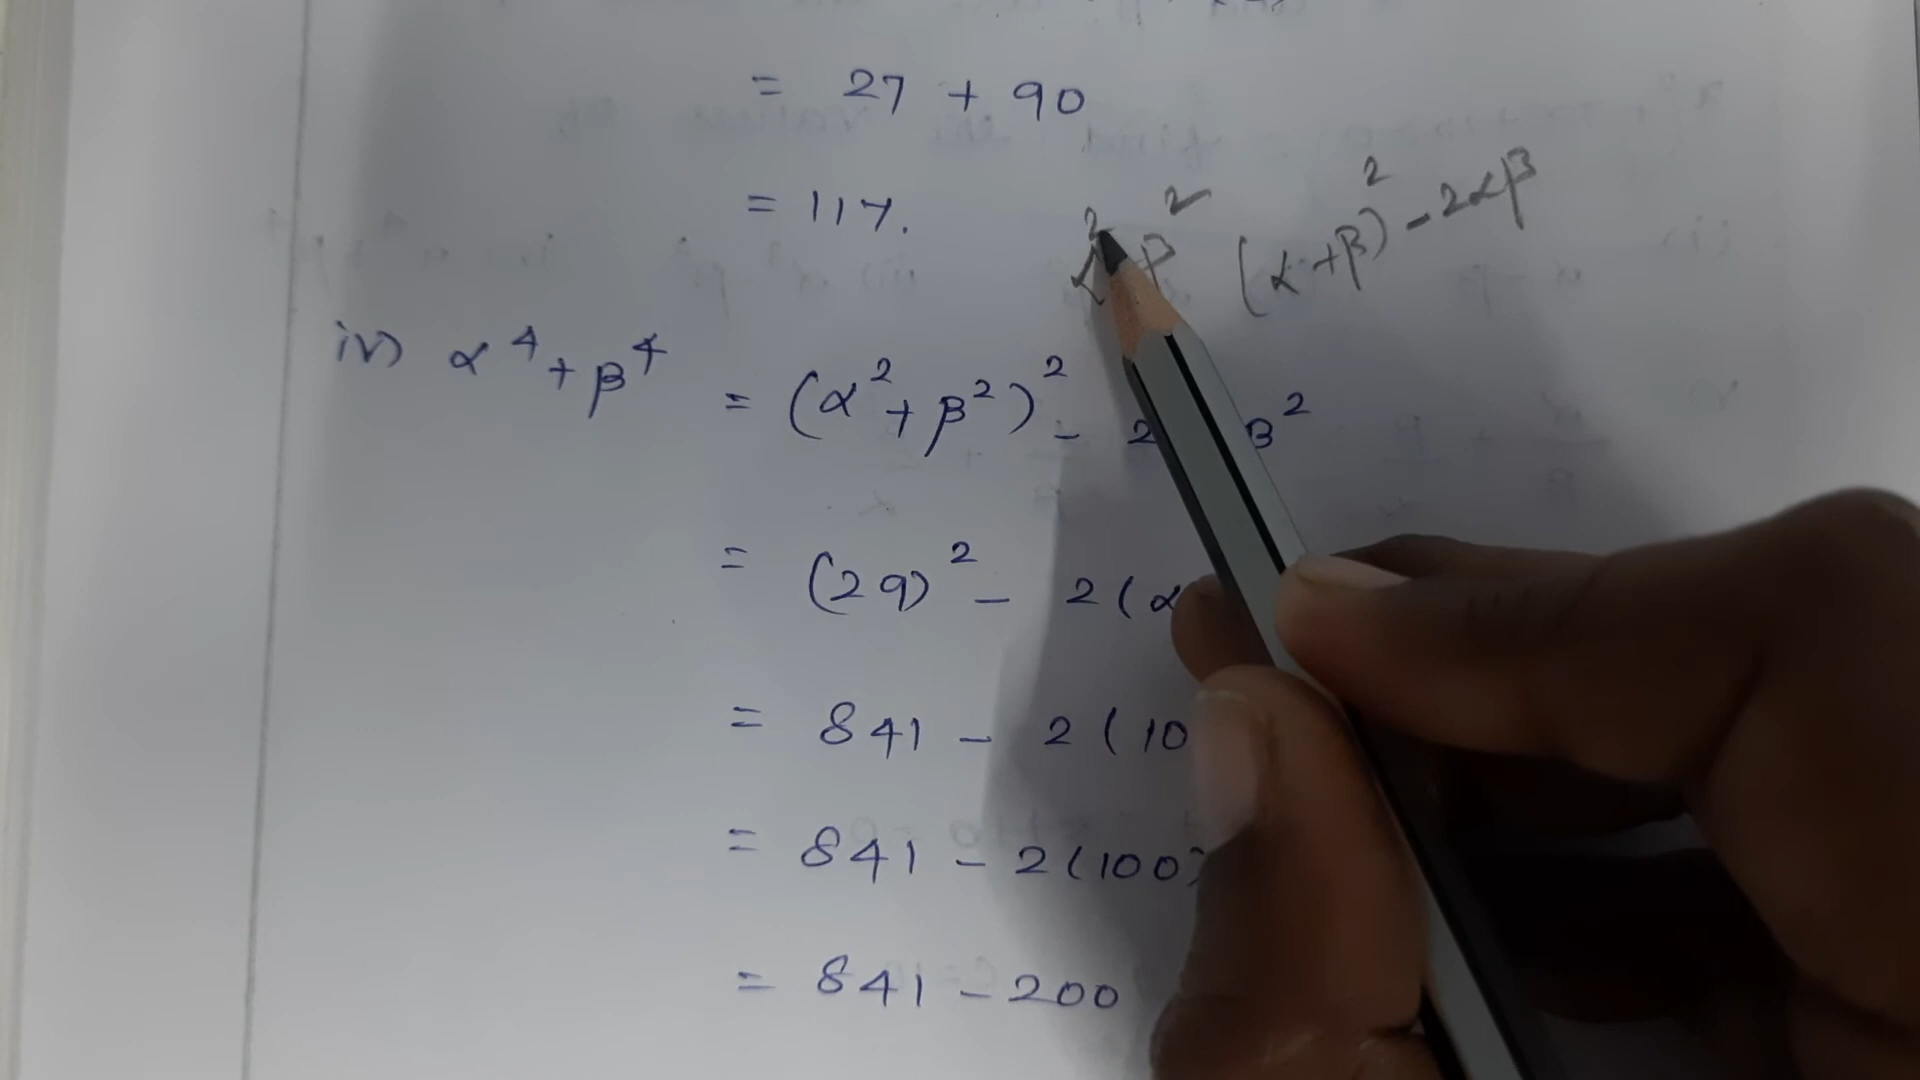 = 27 + 90
= 117.
α² β² (α+β)² - 2αβ
iv) α⁴ + β⁴ = (α² + β²)² - 2 β²
= (29)² - 2(α
= 841 - 2(10
= 841 - 2(100)
= 841 - 200